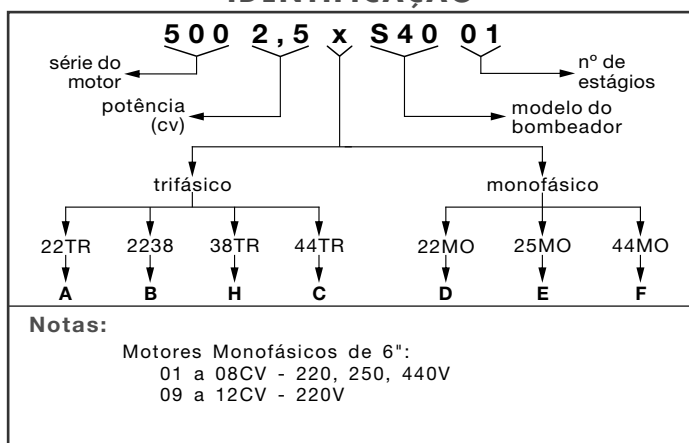 IDENTIFICAÇÃO
500 2,5 x S40 01
série do
motor
nº de
estágios
potência
(cv)
modelo do
bombeador
trifásico
monofásico
22TR 2238 38TR 44TR 22MO 25MO 44MO
A B H C D E F
Notas:
Motores Monofásicos de 6":
01 a 08CV - 220, 250, 440V
09 a 12CV - 220V